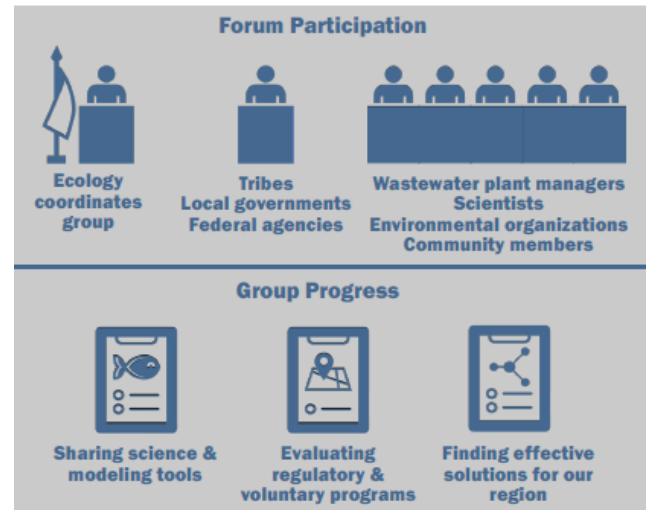 Forum Participation
Ecology
coordinates
group
Tribes
Local governments
Federal agencies
Wastewater plant managers
Scientists
Environmental organizations
Community members
Group Progress
Sharing science &
modeling tools
Evaluating
regulatory &
voluntary programs
Finding effective
solutions for our
region